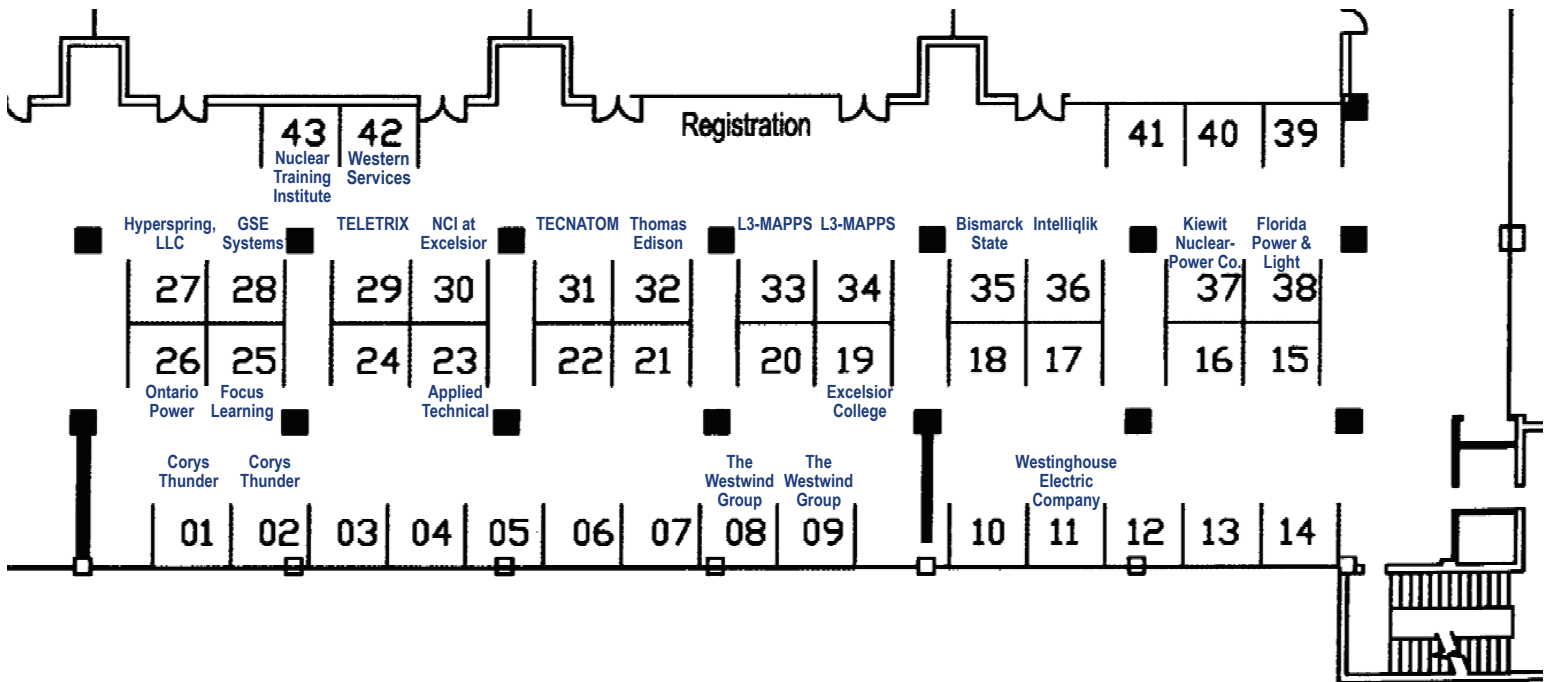 Registration
43 42
41 40 39
Nuclear
Training
Institute
Western
Services
Hyperspring,
LLC
GSE
Systems
TELETRIX
NCI at
Excelsior
TECNATOM
Thomas
Edison
L3-MAPPS
L3-MAPPS
Bismarck
State
Intelliqlik
Kiewit
Nuclear-
Power Co.
Florida
Power &
Light
27 28 29 30 31 32 33 34 35 36 37 38
26 25 24 23 22 21 20 19 18 17 16 15
Ontario
Power
Focus
Learning
Applied
Technical
Excelsior
College
Corys
Thunder
Corys
Thunder
The
Westwind
Group
The
Westwind
Group
Westinghouse
Electric
Company
01 02 03 04 05 06 07 08 09 10 11 12 13 14